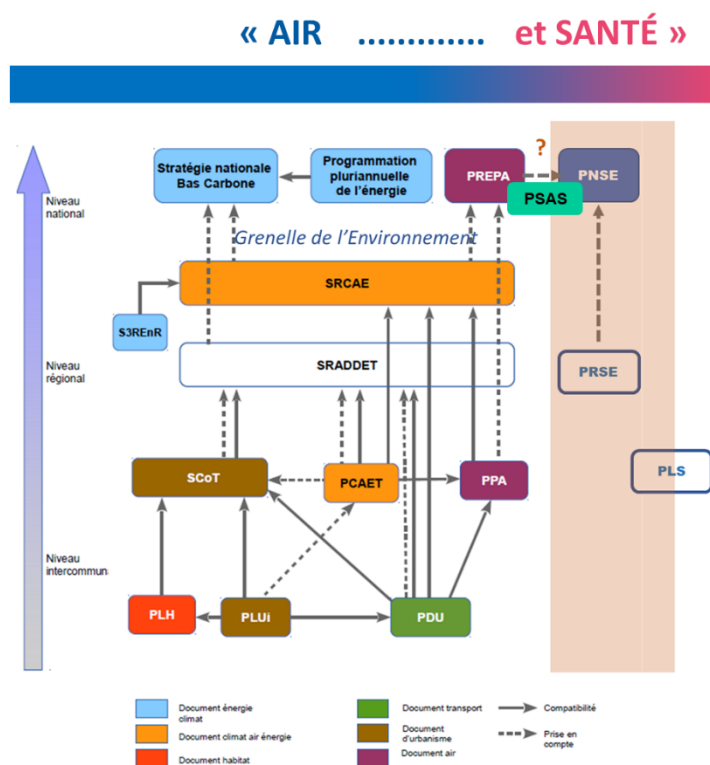 « AIR ............. et SANTÉ »
Niveau
national
Stratégie nationale
Bas Carbone
Programmation
pluriannuelle
de l'énergie
PREPA
?
PNSE
PSAS
Grenelle de l'Environnement
SRCAE
S3REnR
Niveau
régional
SRADDET
PRSE
SCoT
PCAET
PPA
PLS
Niveau
intercommun.
PLH
PLUi
PDU
Document énergie
climat
Document climat air énergie
Document habitat
Document transport
Document
d'urbanisme
Document air
Compatibilité
Prise en
compte